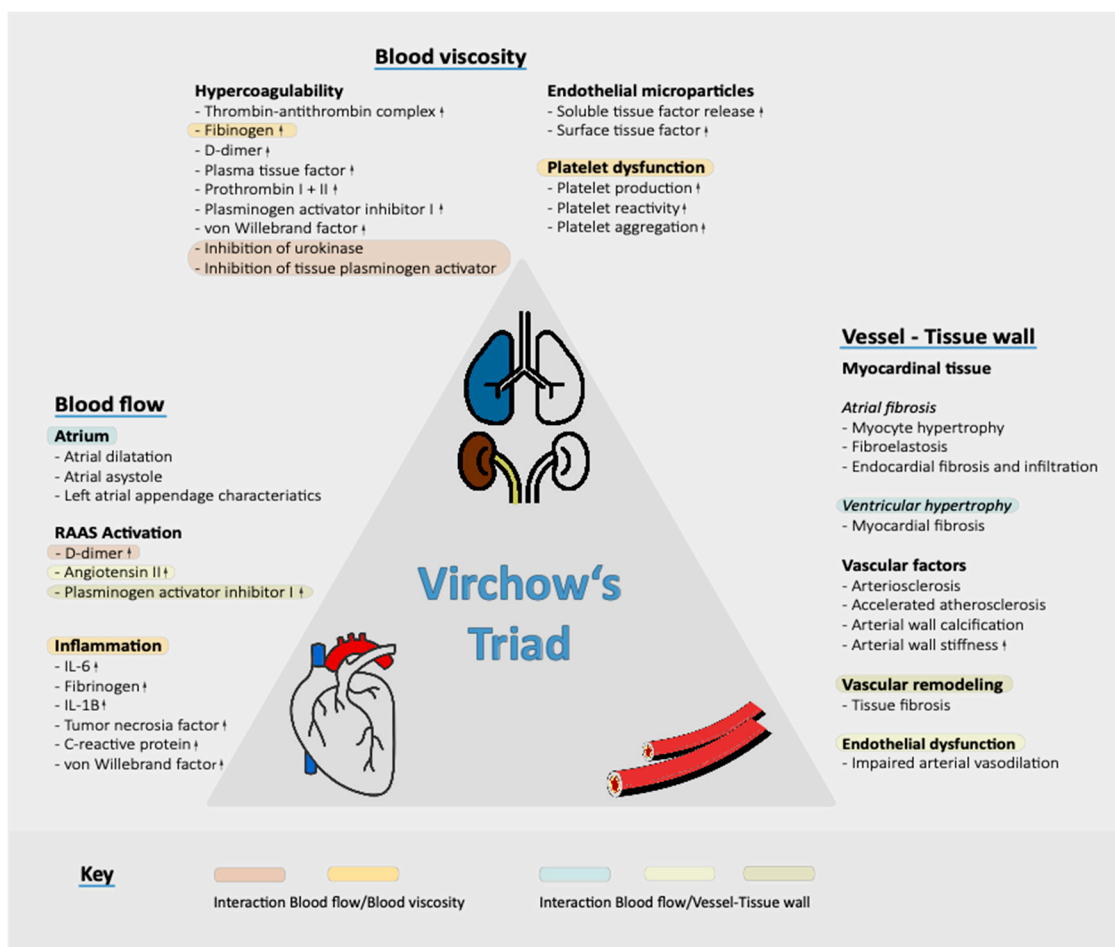 Blood viscosity
Hypercoagulability
- Thrombin-antithrombin complex ↑
- Fibinogen ↑
- D-dimer ↑
- Plasma tissue factor ↑
- Prothrombin I + II ↑
- Plasminogen activator inhibitor I ↑
- von Willebrand factor ↑
- Inhibition of urokinase
- Inhibition of tissue plasminogen activator
Endothelial microparticles
- Soluble tissue factor release ↑
- Surface tissue factor ↑
Platelet dysfunction
- Platelet production ↑
- Platelet reactivity ↑
- Platelet aggregation ↑
Blood flow
Atrium
- Atrial dilatation
- Atrial asystole
- Left atrial appendage characteriatics
RAAS Activation
- D-dimer ↑
- Angiotensin II ↑
- Plasminogen activator inhibitor I ↑
Inflammation
- IL-6 ↑
- Fibrinogen ↑
- IL-1B ↑
- Tumor necrosia factor ↑
- C-reactive protein ↑
- von Willebrand factor ↑
Virchow‘s
Triad
Vessel - Tissue wall
Myocardinal tissue
Atrial fibrosis
- Myocyte hypertrophy
- Fibroelastosis
- Endocardial fibrosis and infiltration
Ventricular hypertrophy
- Myocardial fibrosis
Vascular factors
- Arteriosclerosis
- Accelerated atherosclerosis
- Arterial wall calcification
- Arterial wall stiffness ↑
Vascular remodeling
- Tissue fibrosis
Endothelial dysfunction
- Impaired arterial vasodilation
Key
Interaction Blood flow/Blood viscosity
Interaction Blood flow/Vessel-Tissue wall